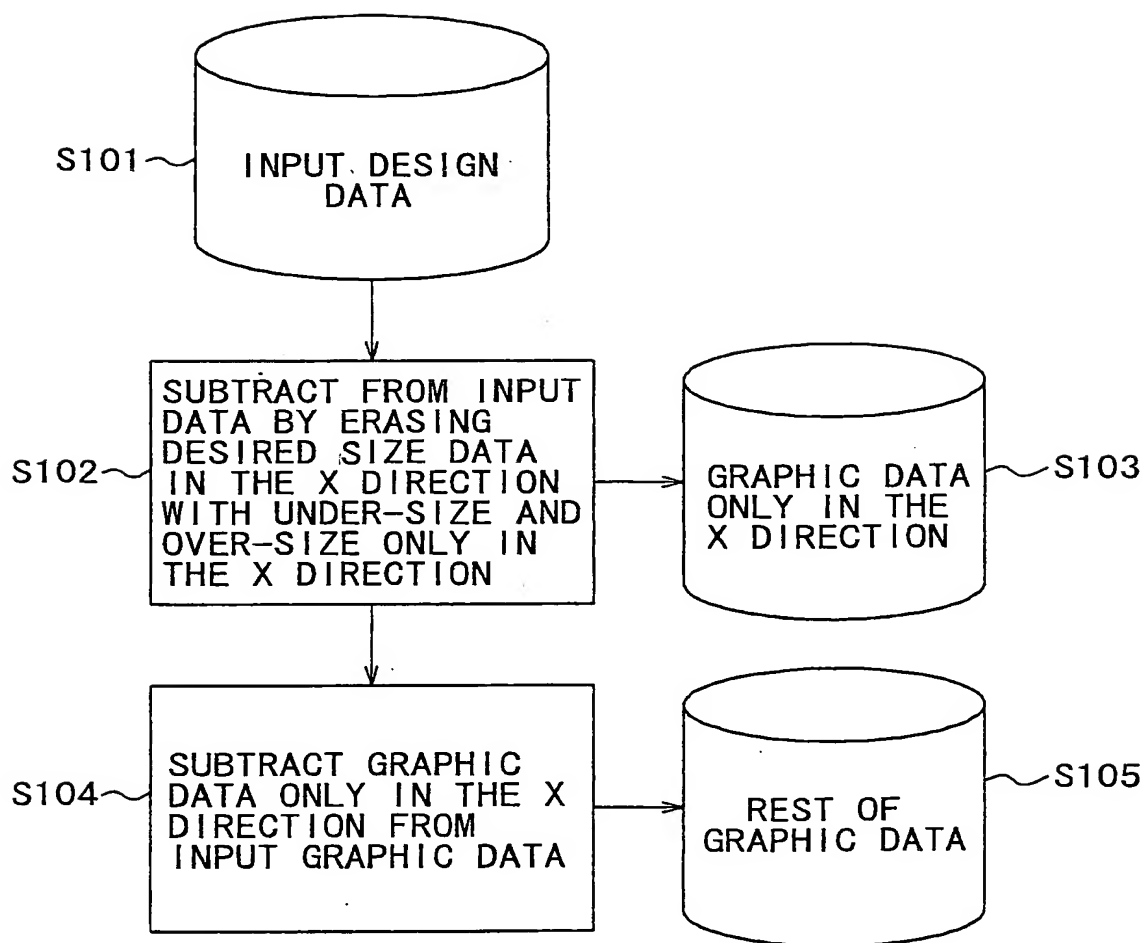 S101
INPUT DESIGN
DATA
S102
SUBTRACT FROM INPUT
DATA BY ERASING
DESIRED SIZE DATA
IN THE X DIRECTION
WITH UNDER-SIZE AND
OVER-SIZE ONLY IN
THE X DIRECTION
GRAPHIC DATA
ONLY IN THE
X DIRECTION
S103
S104
SUBTRACT GRAPHIC
DATA ONLY IN THE X
DIRECTION FROM
INPUT GRAPHIC DATA
REST OF
GRAPHIC DATA
S105